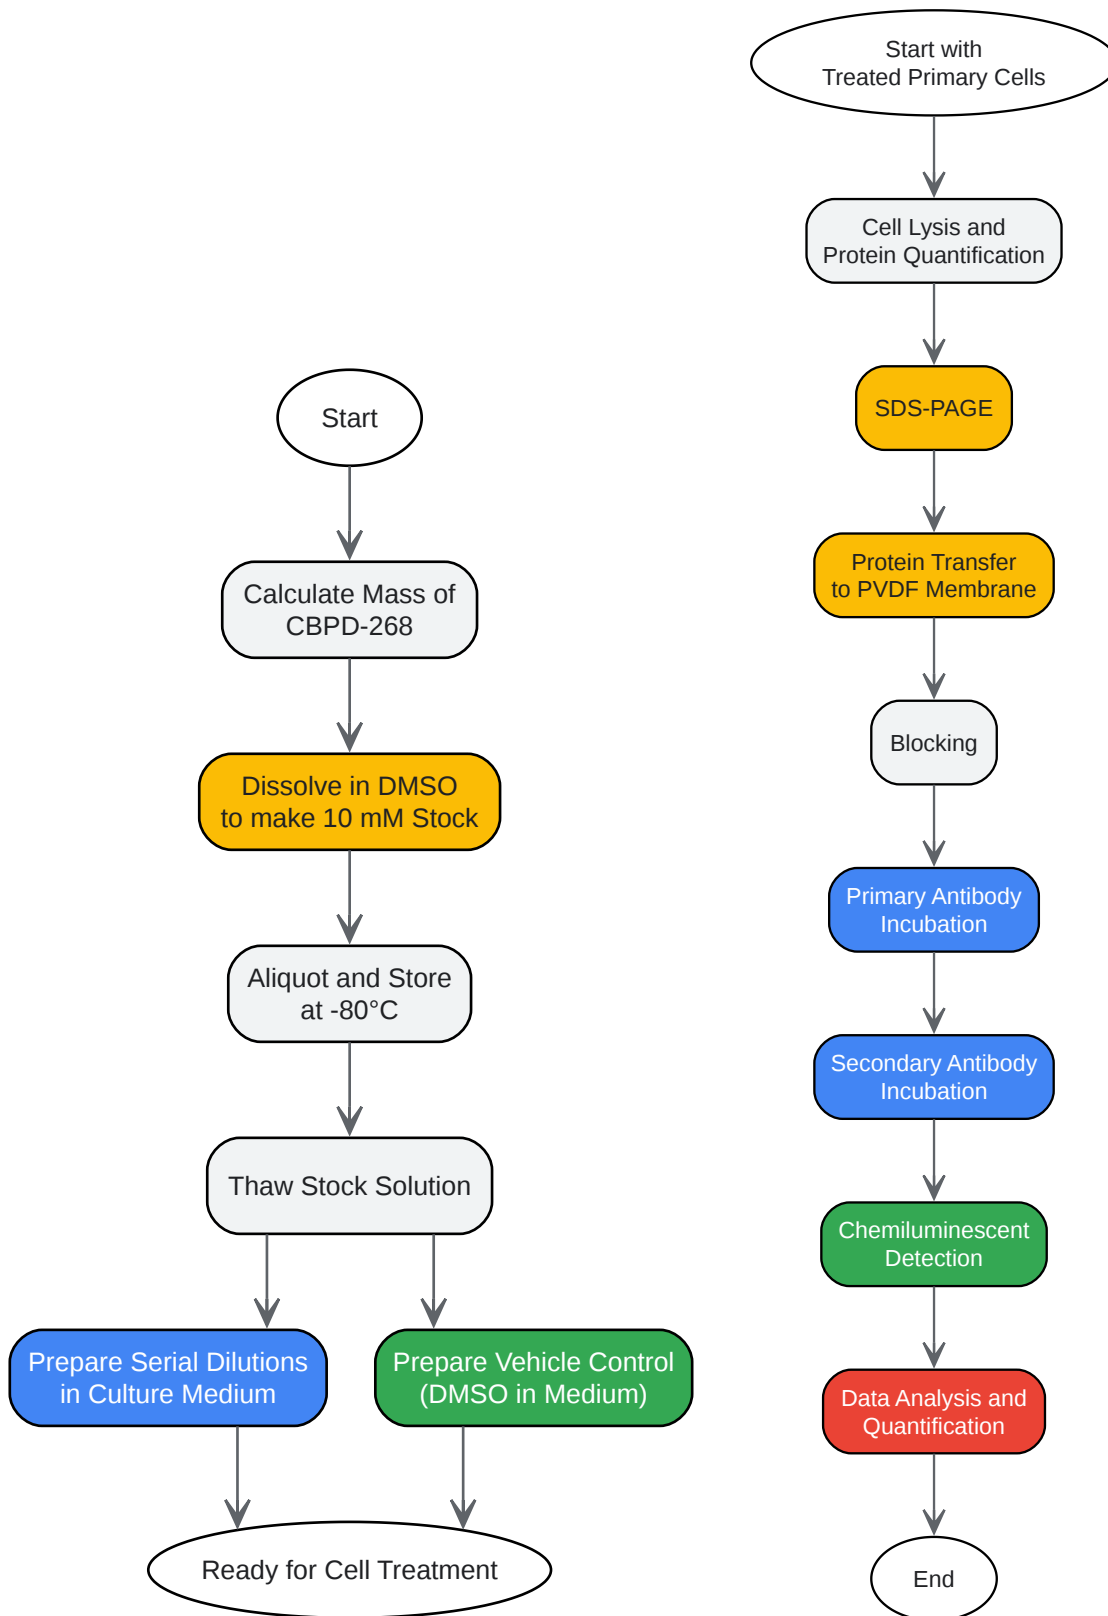 Start
Calculate Mass of
CBPD-268
Dissolve in DMSO
to make 10 mM Stock
Aliquot and Store
at -80°C
Thaw Stock Solution
Prepare Serial Dilutions
in Culture Medium
Prepare Vehicle Control
(DMSO in Medium)
Ready for Cell Treatment
Start with
Treated Primary Cells
Cell Lysis and
Protein Quantification
SDS-PAGE
Protein Transfer
to PVDF Membrane
Blocking
Primary Antibody
Incubation
Secondary Antibody
Incubation
Chemiluminescent
Detection
Data Analysis and
Quantification
End